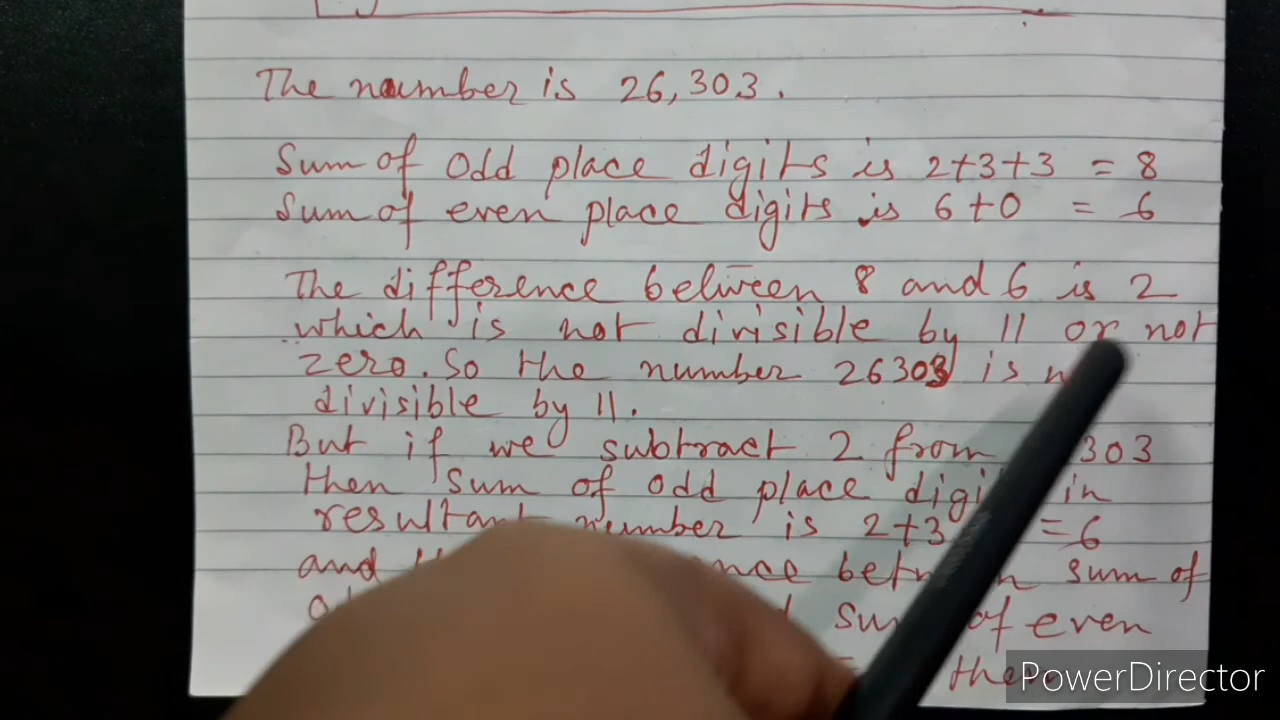 The number is 26,303.
Sum of odd place digits is 2+3+3 = 8
Sum of even place digits is 6+0 = 6
The difference between 8 and 6 is 2
which is not divisible by 11 or not
zero. So the number 26303 is
divisible by 11.
But if we subtract 2 from 303
then sum of odd place in
number is 2+3 =6
and sum of
of even
PowerDirector